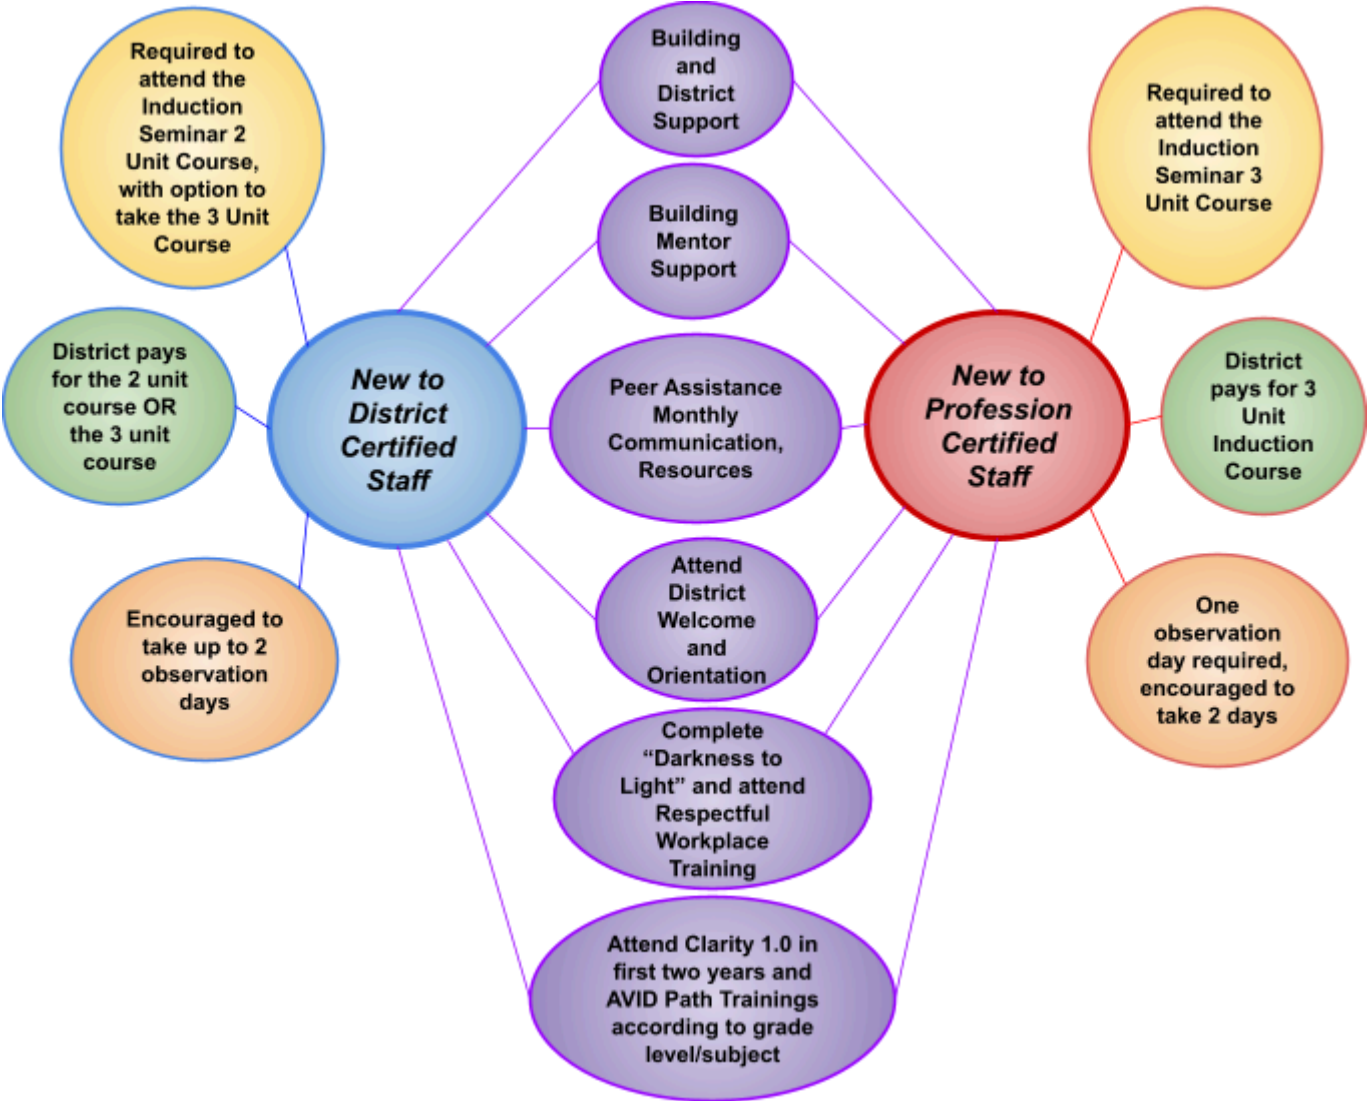 Required to
attend the
Induction
Seminar 2
Unit Course,
with option to
take the 3 Unit
Course
District pays
for the 2 unit
course OR
the 3 unit
course
Encouraged to
take up to 2
observation
days
New to
District
Certified
Staff
Building
and
District
Support
Building
Mentor
Support
Peer Assistance
Monthly
Communication,
Resources
Attend
District
Welcome
and
Orientation
Complete
“Darkness to
Light” and attend
Respectful
Workplace
Training
Attend Clarity 1.0 in
first two years and
AVID Path Trainings
according to grade
level/subject
New to
Profession
Certified
Staff
Required to
attend the
Induction
Seminar 3
Unit Course
District
pays for 3
Unit
Induction
Course
One
observation
day required,
encouraged to
take 2 days